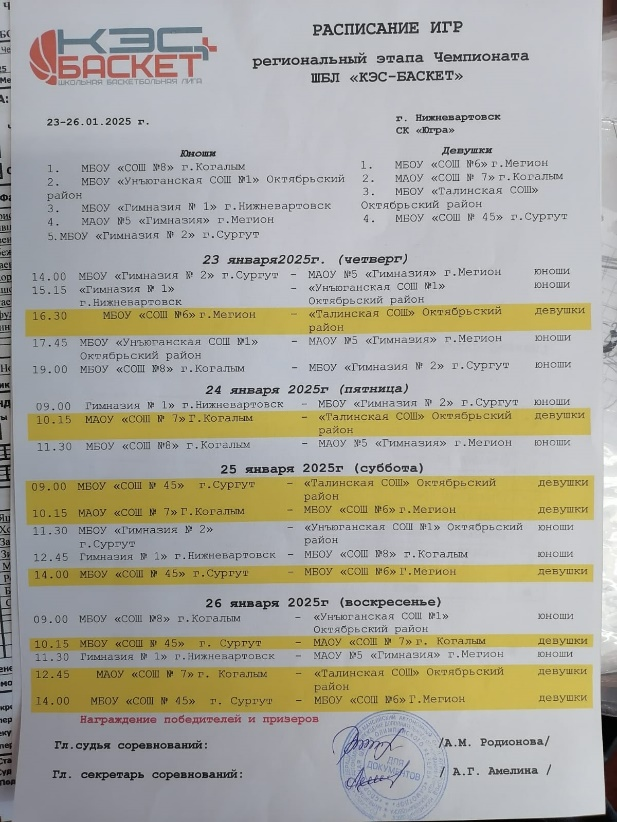 КЭС
БАСКЕТ
ШКОЛЬНАЯ БАСКЕТБОЛЬНАЯ ЛИГА
РАСПИСАНИЕ ИГР
региональный этапа Чемпионата
ШБЛ «КЭС-БАСКЕТ»
23-26.01.2025 г.
г. Нижневартовск
СК «Югра»
Юноши
1. МБОУ «СОШ №8» г.Когалым
2. МБОУ «Унъюганская СОШ №1» Октябрьский
район
3. МБОУ «Гимназия № 1» г.Нижневартовск
4. МАОУ №5 «Гимназия» г.Мегион
5.МБОУ «Гимназия № 2» г.Сургут
Девушки
1. МБОУ «СОШ №6» г.Мегион
2. МАОУ № 7» г.Когалым
3. МБОУ «Талинская СОШ»
Октябрьский район
4. МБОУ «СОШ № 45» г.Сургут
23 января2025г. (четверг)
14.00 МБОУ «Гимназия № 2» г.Сургут – МАОУ №5 «Гимназия» г.Мегион юноши
15.15 «Гимназия № 1» – «Унъюганская СОШ №1» юноши
г.Нижневартовск Октябрьский район
16.30 МБОУ «СОШ №6» г.Мегион – «Талинская СОШ» Октябрьский девушки
район
17.45 МБОУ «Унъюганская СОШ №1» – МАОУ №5 «Гимназия» г.Мегион юноши
Октябрьский район
19.00 МБОУ «СОШ №8» г.Когалым – МБОУ «Гимназия № 2» г.Сургут юноши
24 января 2025г (пятница)
09.00 Гимназия № 1» г.Нижневартовск – МБОУ «Гимназия № 2» г.Сургут юноши
10.15 МАОУ «СОШ № 7» Г.Когалым – «Талинская СОШ» Октябрьский девушки
район
11.30 МБОУ «СОШ №8» г.Когалым – МАОУ №5 «Гимназия» г.Мегион юноши
25 января 2025г (суббота)
09.00 МБОУ «СОШ № 45» г.Сургут – «Талинская СОШ» Октябрьский девушки
район
10.15 МАОУ «СОШ № 7» Г.Когалым – МБОУ «СОШ №6» г.Мегион девушки
11.30 МБОУ «Гимназия № 2» – «Унъюганская СОШ №1» Октябрьский юноши
г.Сургут район
12.45 Гимназия № 1» г.Нижневартовск – МБОУ «СОШ №8» г.Когалым юноши
14.00 МБОУ «СОШ № 45» г.Сургут – МБОУ «СОШ №6» Г.Мегион девушки
26 января 2025г (воскресенье)
09.00 МБОУ «СОШ №8» г.Когалым – «Унъюганская СОШ №1» юноши
Октябрьский район
10.15 МБОУ «СОШ № 45» г. Сургут – МАОУ «СОШ № 7» г. Когалым девушки
11.30 Гимназия № 1» г.Нижневартовск – МАОУ №5 «Гимназия» г.Мегион юноши
12.45 МАОУ «СОШ № 7» г. Когалым – «Талинская СОШ» Октябрьский девушки
район
14.00 МБОУ «СОШ № 45» г. Сургут – МБОУ «СОШ №6» Г.Мегион девушки
Награждение победителей и призеров
Гл.судья соревнований: /А.М. Родионова/
Гл. секретарь соревнований: / А.Г. Амелина /
ДЛЯ
ДОКУМЕНТОВ